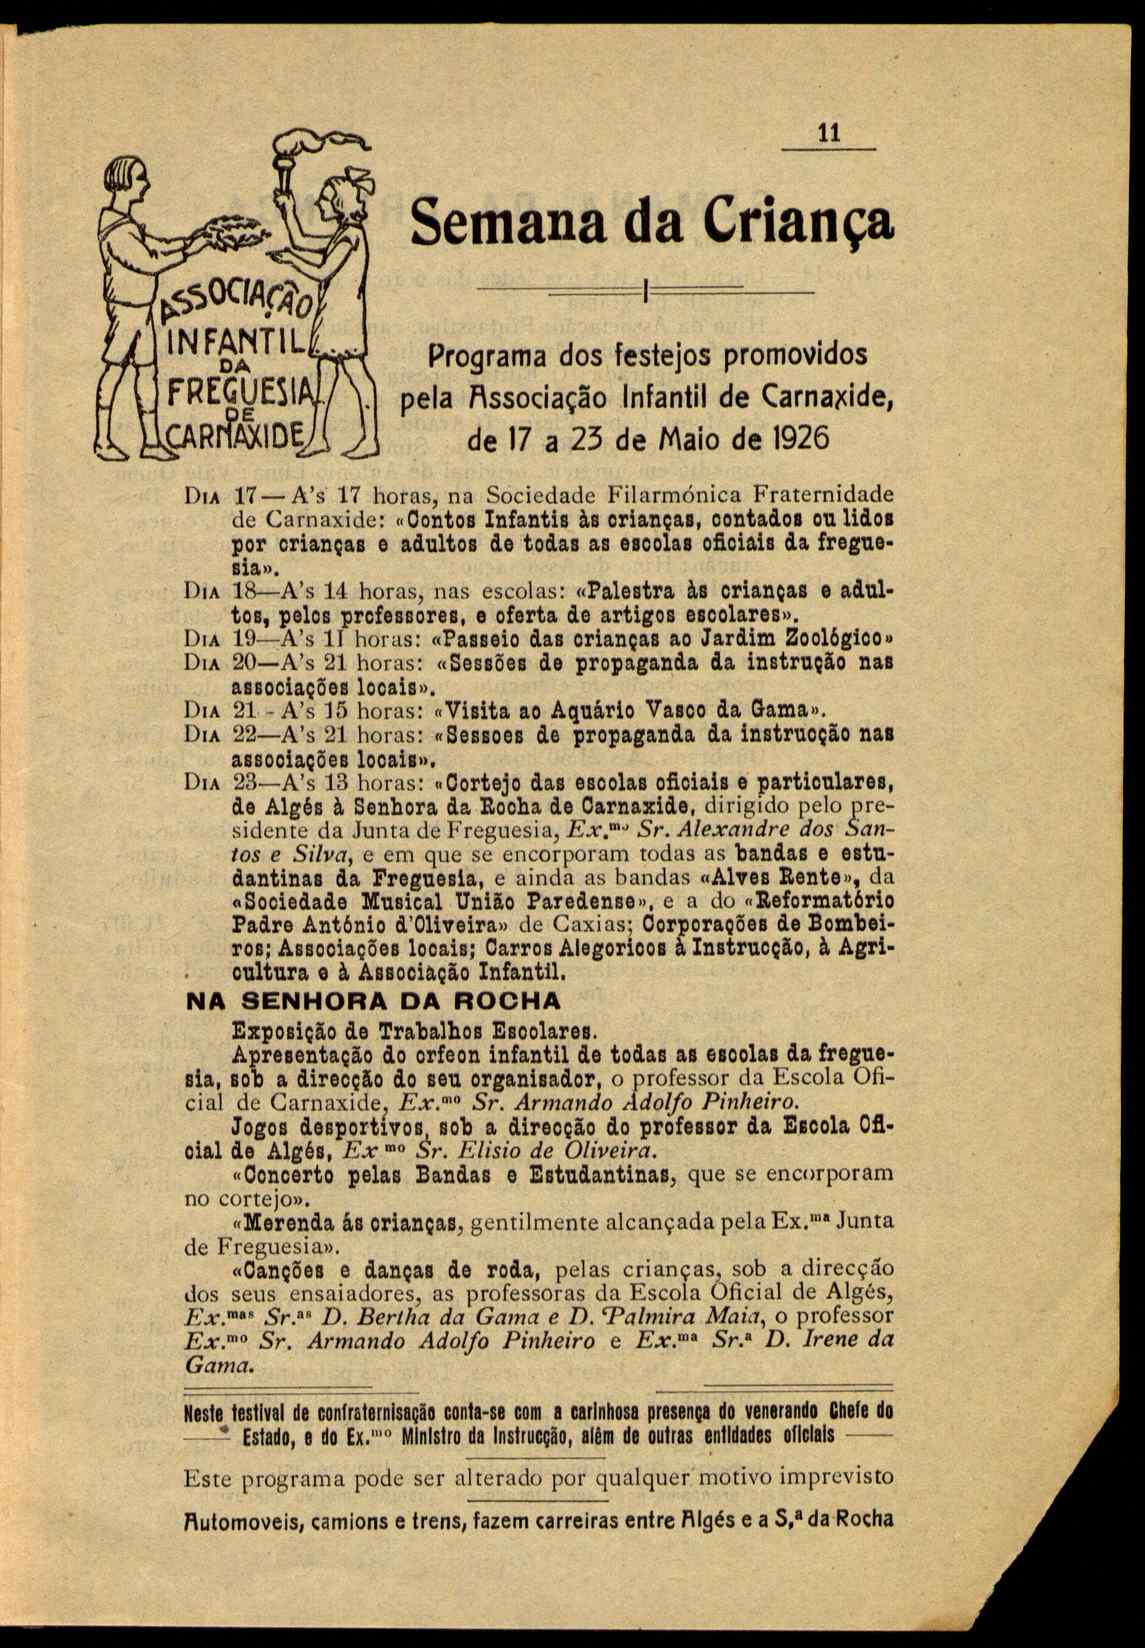 11
ASSOCIAÇÃO
INFANTIL
DA
FREGUESIA
DE
CARNAXIDE
Semana da Criança
Programa dos festejos promovidos
pela Associação Infantil de Carnaxide,
de 17 a 23 de Maio de 1926
DIA 17—A's 17 horas, na Sociedade Filarmónica Fraternidade
de Carnaxide: «Contos Infantis às crianças, contados ou lidos
por crianças e adultos de todas as escolas oficiais da fregue-
sia».
DIA 18—A's 14 horas, nas escolas: «Palestra às crianças e adul-
tos, pelos professores, e oferta de artigos escolares».
DIA 19—A's 11 horas: «Passeio das crianças ao Jardim Zoológico»
DIA 20—A's 21 horas: «Sessões de propaganda da instrução nas
associações locais».
DIA 21 - A's 15 horas: «Visita ao Aquário Vasco da Gama».
DIA 22—A's 21 horas: «Sessoes de propaganda da instrucção nas
associações locais».
DIA 23—A's 13 horas: «Cortejo das escolas oficiais e particulares,
de Algés à Senhora da Rocha de Carnaxide, dirigido pelo pre-
sidente da Junta de Freguesia, Ex.mo Sr. Alexandre dos San-
tos e Silva, e em que se encorporam todas as bandas e estu-
dantinas da Freguesia, e ainda as bandas «Alves Rente», da
«Sociedade Musical União Paredense», e a do «Reformatório
Padre António d'Oliveira» de Caxias; Corporações de Bombei-
ros; Associações locais; Carros Alegoricos à Instrucção, à Agri-
cultura e à Associação Infantil.
NA SENHORA DA ROCHA
Exposição de Trabalhos Escolares.
Apresentação do orfeon infantil de todas as escolas da fregue-
sia, sob a direcção do seu organisador, o professor da Escola Ofi-
cial de Carnaxide, Ex.mo Sr. Armando Adolfo Pinheiro.
Jogos desportivos, sob a direcção do professor da Escola Ofi-
cial de Algés, Ex mo Sr. Elisio de Oliveira.
«Concerto pelas Bandas e Estudantinas, que se encorporam
no cortejo».
«Merenda ás crianças, gentilmente alcançada pela Ex.ma Junta
de Freguesia».
«Canções e danças de roda, pelas crianças, sob a direcção
dos seus ensaiadores, as professoras da Escola Oficial de Algés,
Ex.mas Sr.as D. Bertha da Gama e D. Palmira Maia, o professor
Ex.mo Sr. Armando Adolfo Pinheiro e Ex.ma Sr.a D. Irene da
Gama.
Neste festival de confraternisação conta-se com a carinhosa presença do venerando Chefe do
Estado, e do Ex.mo Ministro da Instrucção, além de outras entidades oficiais
Este programa pode ser alterado por qualquer motivo imprevisto
Automoveis, camions e trens, fazem carreiras entre Algés e a S,a da Rocha